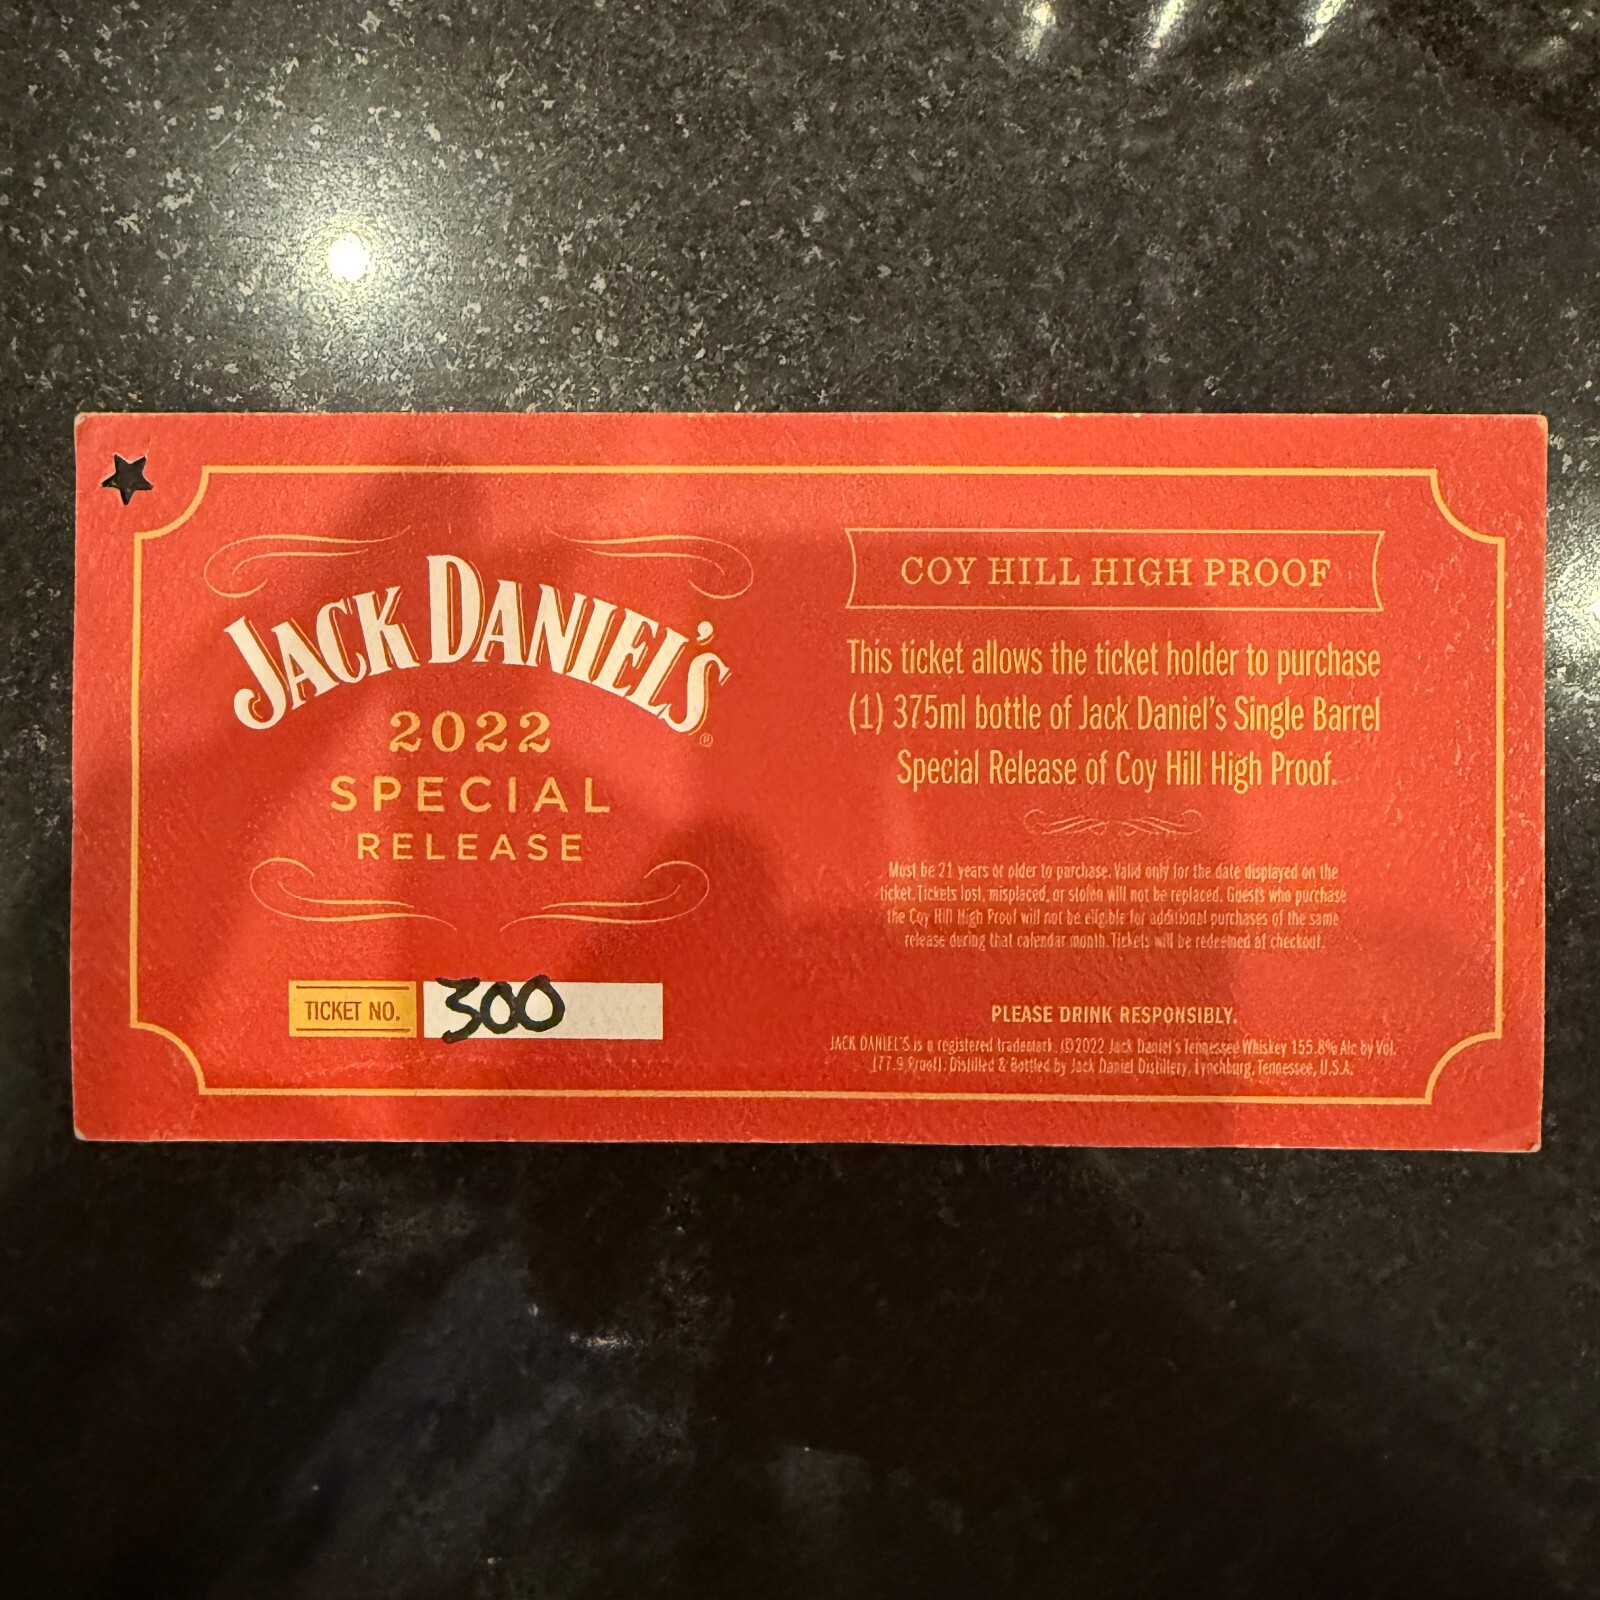 JACK DANIEL'S®
2022
SPECIAL
RELEASE
TICKET NO. 300
COY HILL HIGH PROOF
This ticket allows the ticket holder to purchase
(1) 375ml bottle of Jack Daniel's Single Barrel
Special Release of Coy Hill High Proof.
Must be 21 years or older to purchase. Valid only for the date displayed on the
ticket. Tickets lost, misplaced, or stolen will not be replaced. Guests who purchase
the Coy Hill High Proof will not be eligible for additional purchases of the same
release during that calendar month. Tickets will be redeemed at checkout.
PLEASE DRINK RESPONSIBLY.
JACK DANIEL'S is a registered trademark. ©2022 Jack Daniel's Tennessee Whiskey 155.8% Alc by Vol.
(77.9 Proof). Distilled & Bottled by Jack Daniel Distillery, Lynchburg, Tennessee, U.S.A.